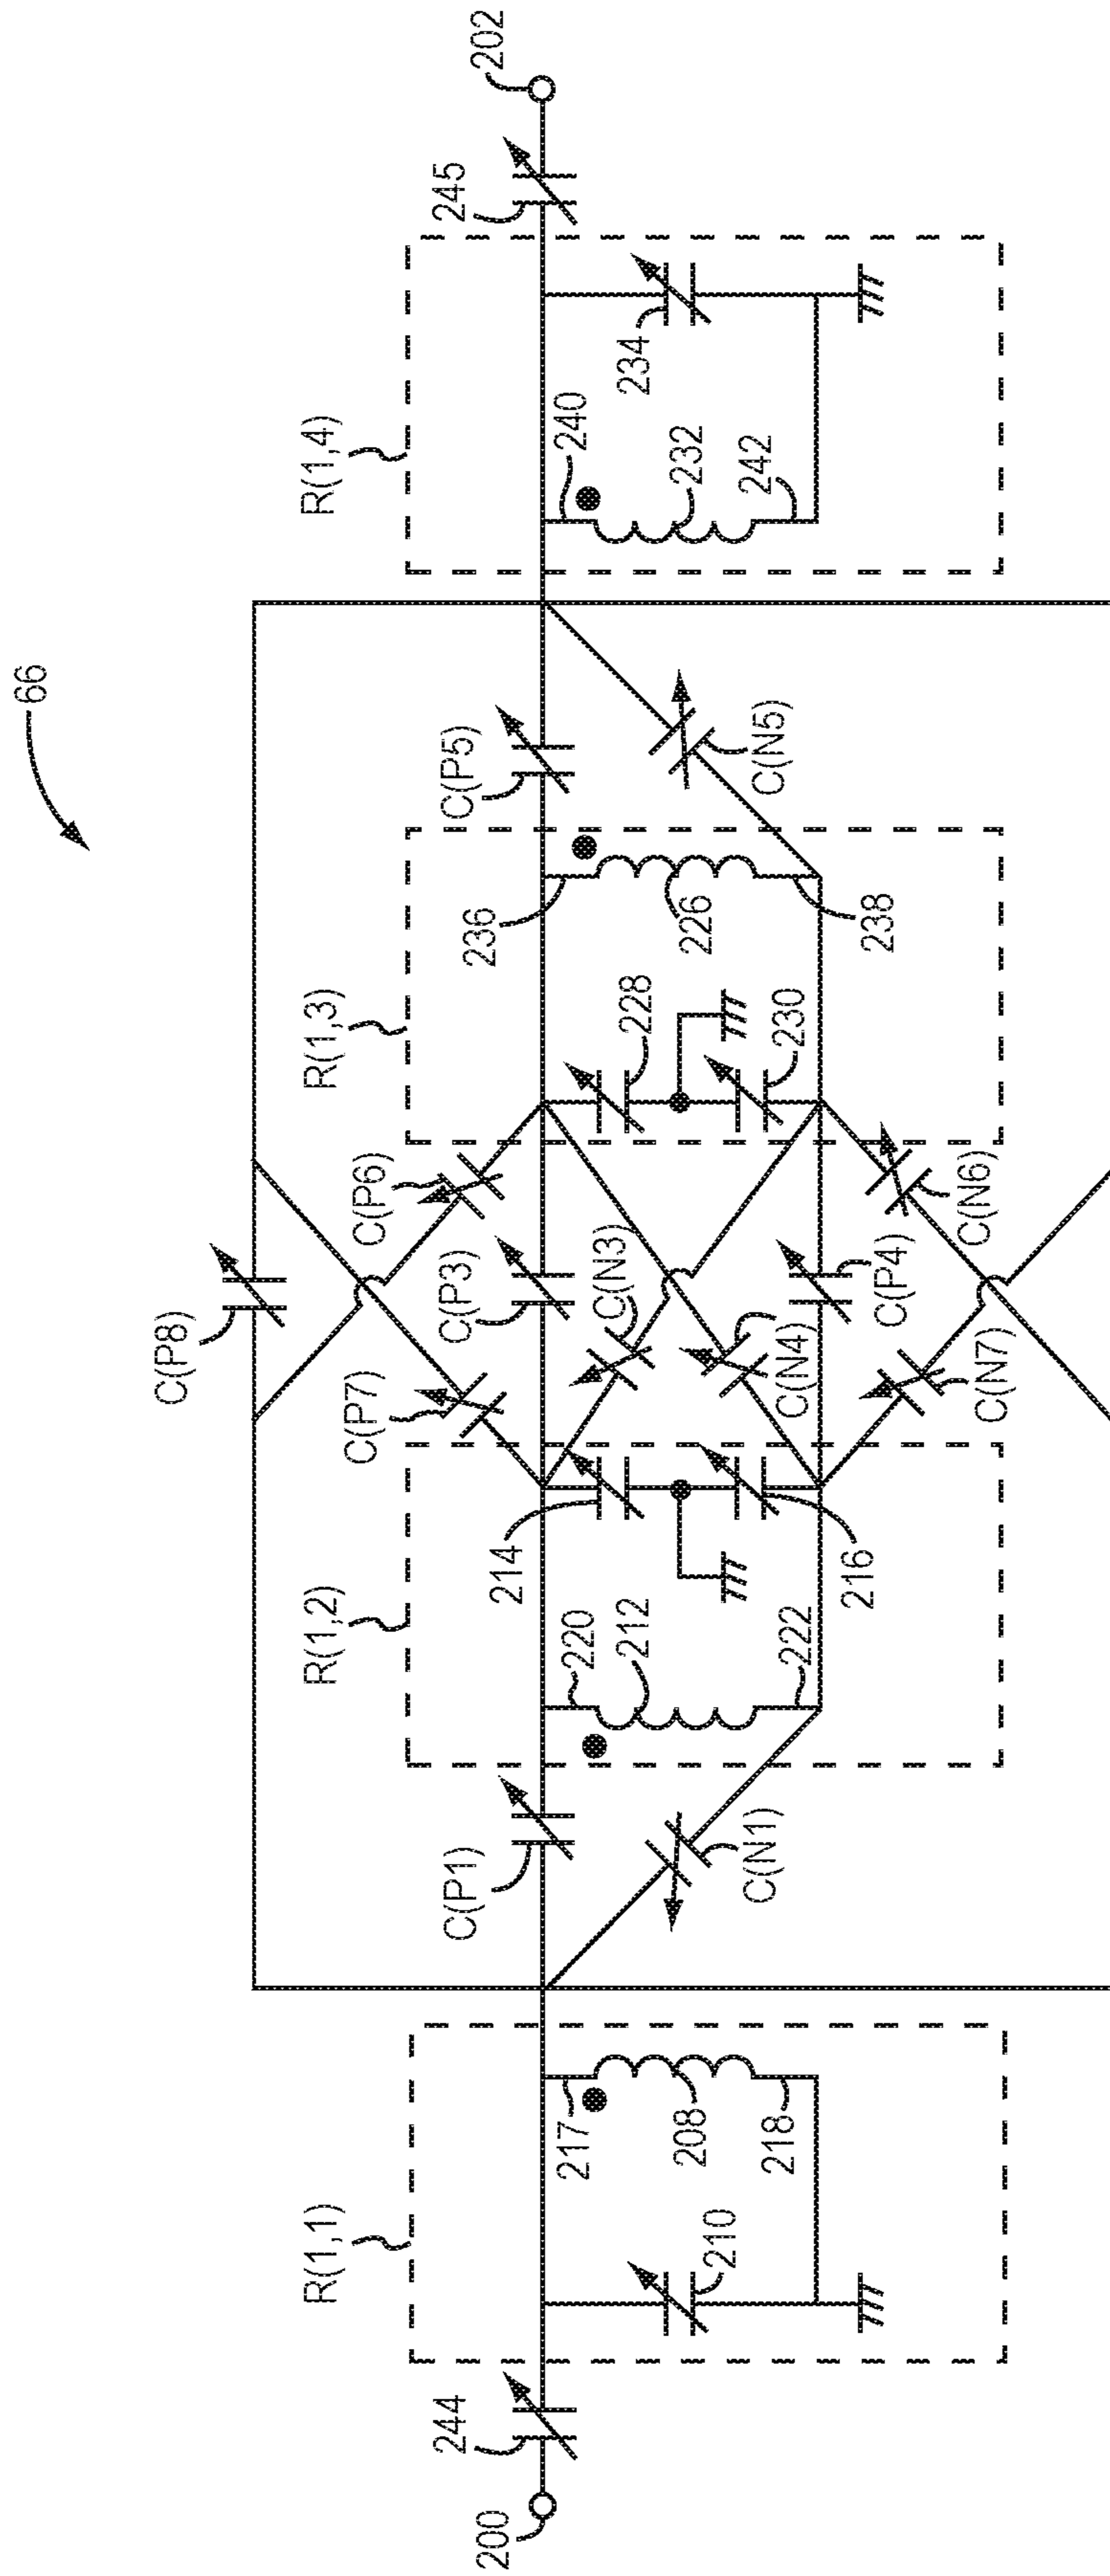 66
C(P8)
R(1,1)
R(1,2)
R(1,3)
R(1,4)
C(P7)
C(P6)
244
C(P1)
C(P3)
C(P5)
245
200
202
217
208
218
210
220
212
222
214
216
C(N1)
C(N3)
C(N4)
C(P4)
C(N7)
C(N6)
228
230
236
226
238
C(N5)
240
232
242
234